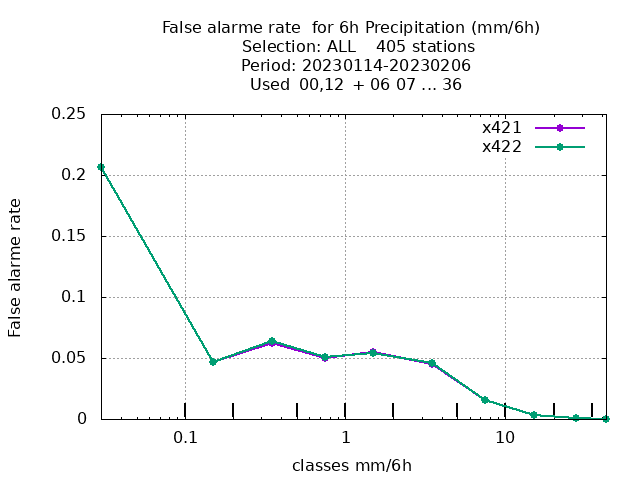 False alarme rate  for 6h Precipitation (mm/6h)
Selection: ALL    405 stations
Period: 20230114-20230206
Used  00,12  + 06 07 ... 36
x421
x422
0.25
0.2
0.15
0.1
0.05
0
False alarme rate
0.1
1
10
classes mm/6h